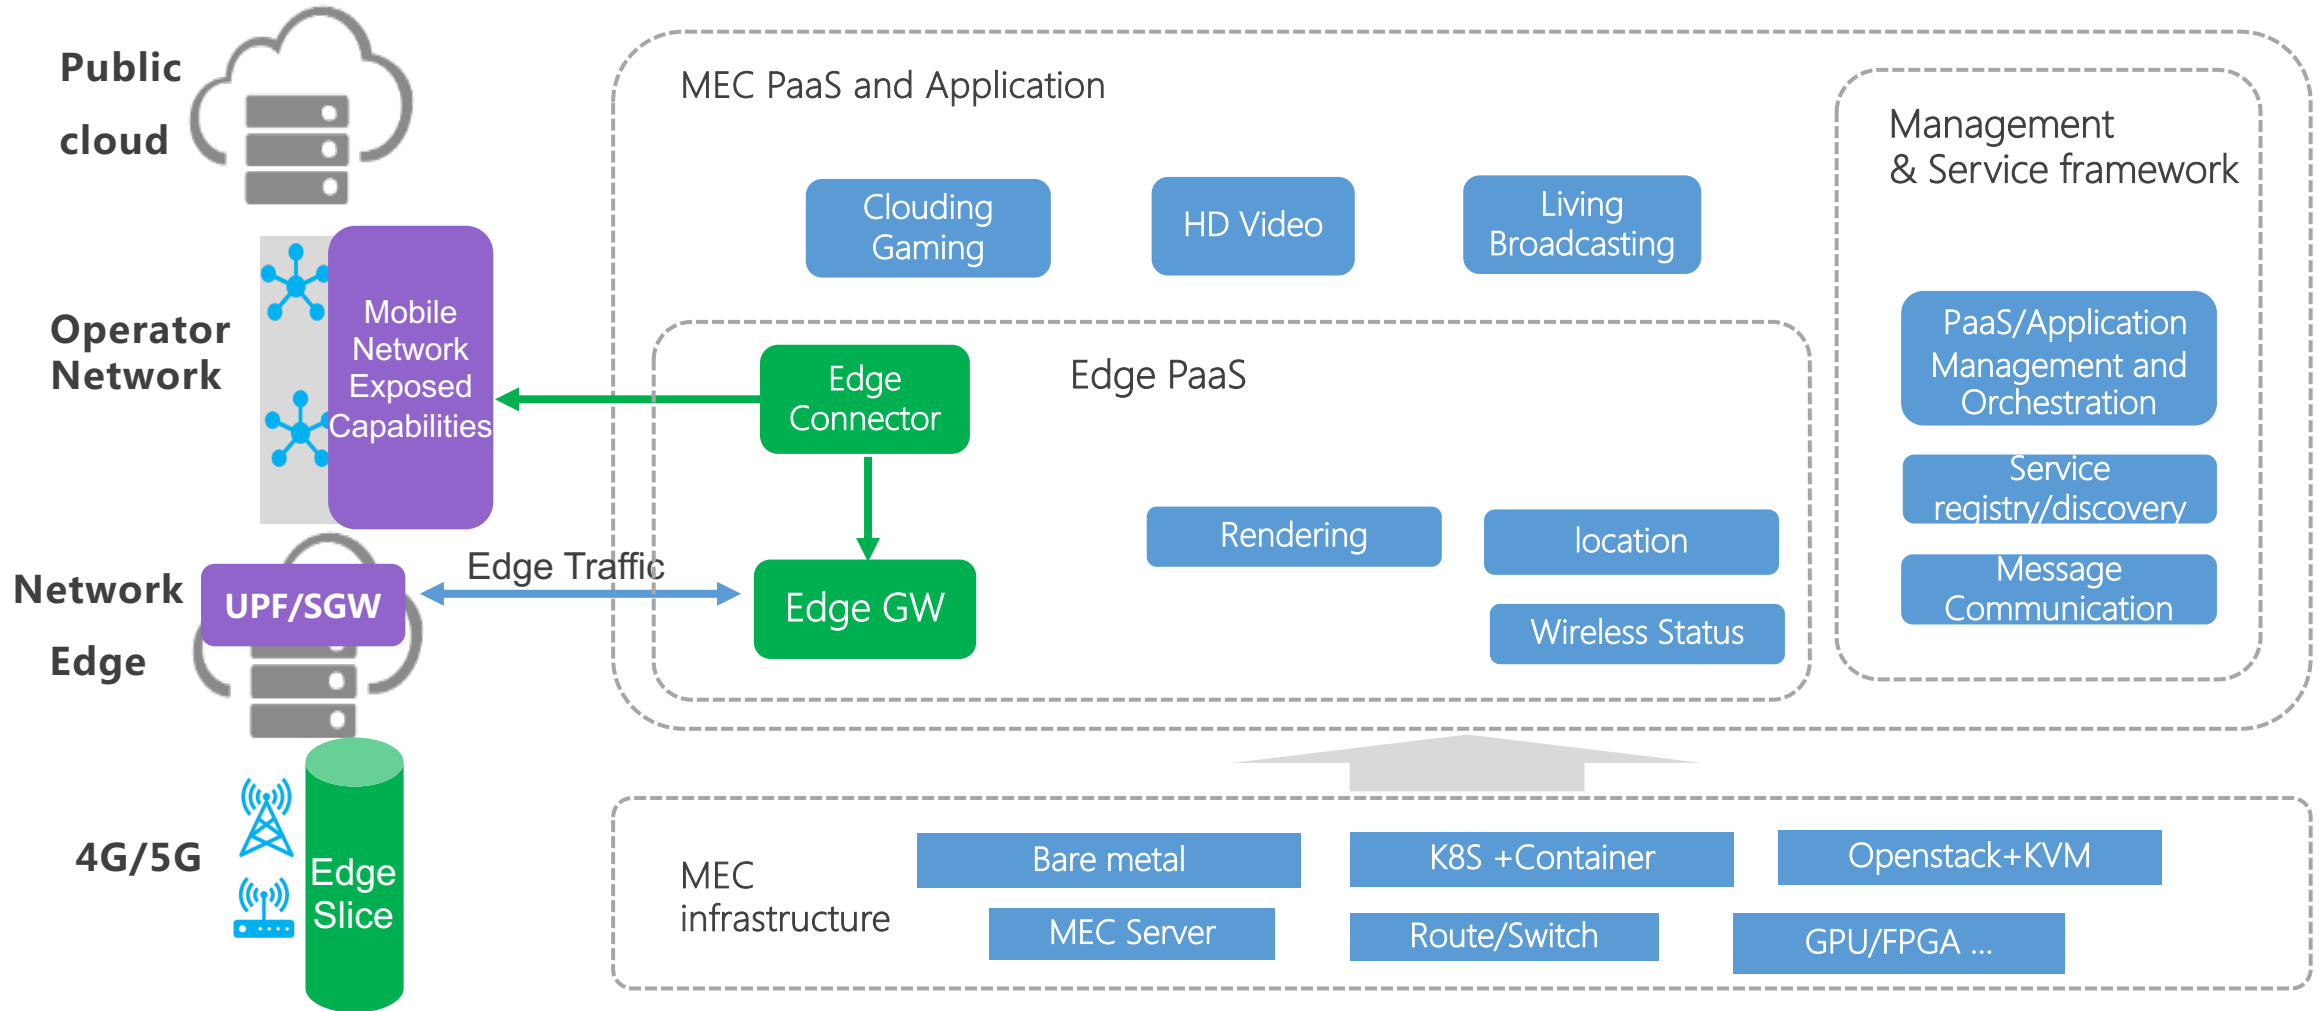 Public
cloud
Operator
Network
Mobile
Network
Exposed
Capabilities
Network
Edge
UPF/SGW
Edge Traffic
4G/5G
Edge
Slice
MEC PaaS and Application
Clouding
Gaming
HD Video
Living
Broadcasting
Edge PaaS
Edge
Connector
Edge GW
Rendering
location
Wireless Status
Management
& Service framework
PaaS/Application
Management and
Orchestration
Service
registry/discovery
Message
Communication
MEC
infrastructure
Bare metal
K8S +Container
Openstack+KVM
MEC Server
Route/Switch
GPU/FPGA ...